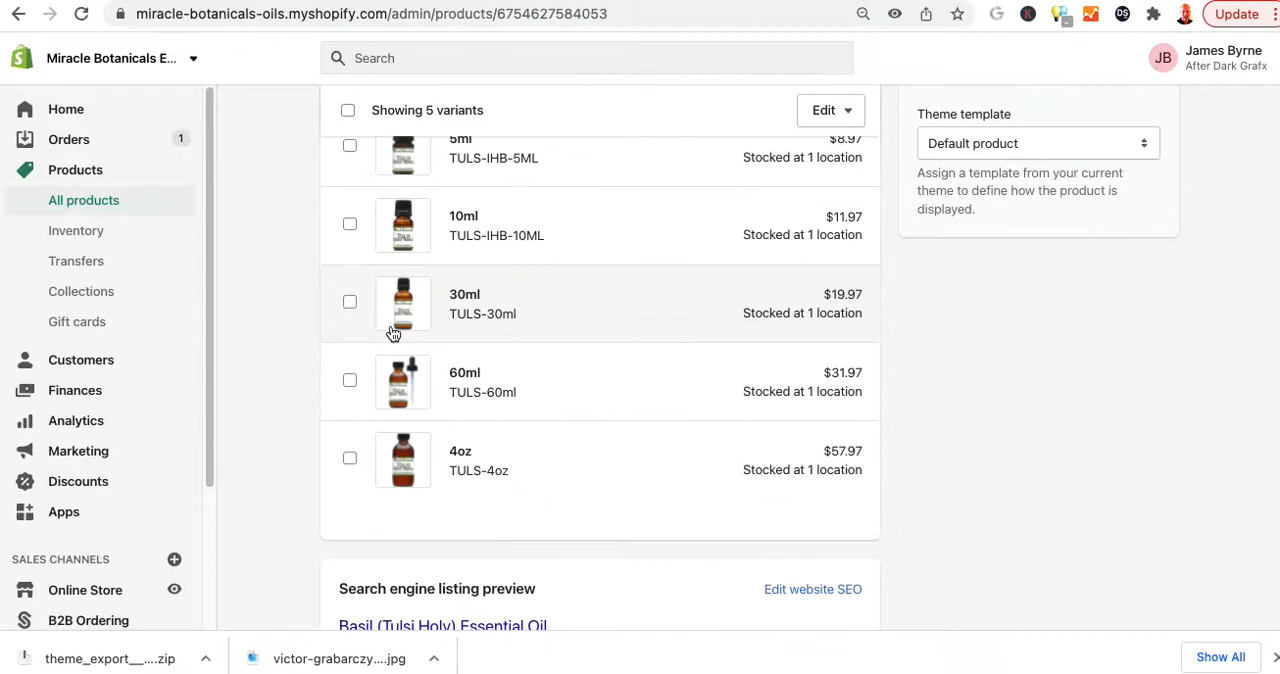 miracle-botanicals-oils.myshopify.com/admin/products/6754627584053
Update
Miracle Botanicals E...
Search
JB
James Byrne
After Dark Grafx
Home
Orders
1
Products
All products
Inventory
Transfers
Collections
Gift cards
Customers
Finances
Analytics
Marketing
Discounts
Apps
SALES CHANNELS
Online Store
B2B Ordering
Showing 5 variants
Edit
5ml
$8.97
TULS-IHB-5ML
Stocked at 1 location
10ml
$11.97
TULS-IHB-10ML
Stocked at 1 location
30ml
$19.97
TULS-30ml
Stocked at 1 location
60ml
$31.97
TULS-60ml
Stocked at 1 location
4oz
$57.97
TULS-4oz
Stocked at 1 location
Search engine listing preview
Edit website SEO
Basil (Tulsi Holy) Essential Oil
Theme template
Default product
Assign a template from your current
theme to define how the product is
displayed.
theme_export__....zip
victor-grabarczy....jpg
Show All